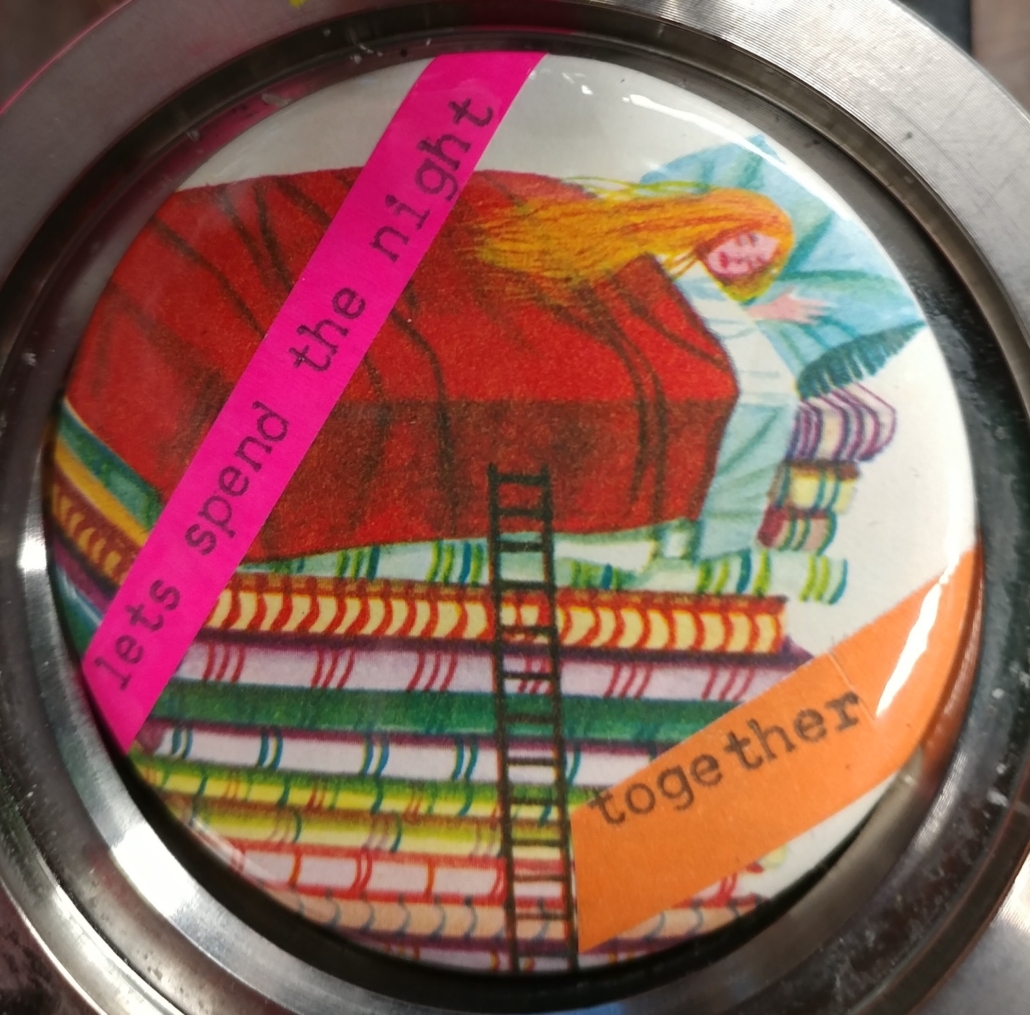 lets spend the night
together